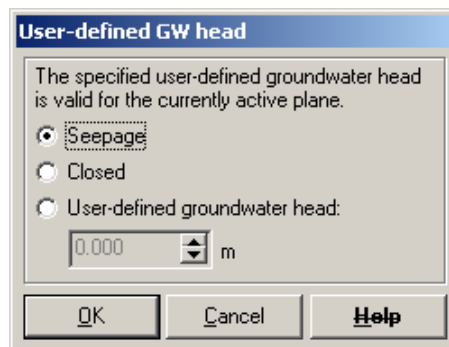 User-defined GW head
The specified user-defined groundwater head
is valid for the currently active plane.
Seepage
Closed
User-defined groundwater head:
0.000 m
OK Cancel Help